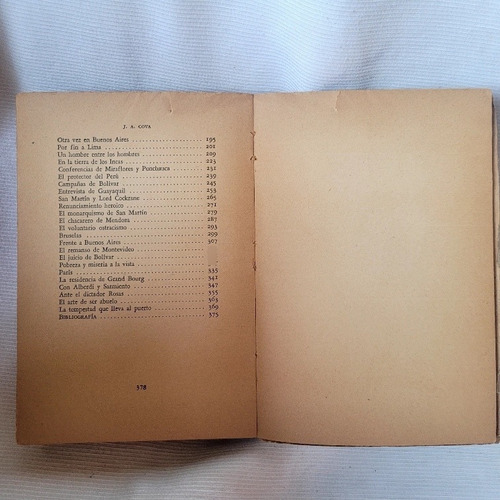 J. A. COVA
Otra vez en Buenos Aires 195
Por fin a Lima 201
Un hombre entre los hombres 209
En la tierra de los Incas 223
Conferencias de Miraflores y Punchauca 231
El protector del Perú 239
Campañas de Bolívar 245
Entrevista de Guayaquil 253
San Martín y Lord Cockrane 265
Renunciamiento heroico 271
El monarquismo de San Martín 279
El chacarero de Mendoza 287
El voluntario ostracismo 293
Bruselas 299
Frente a Buenos Aires 307
El remanso de Montevideo
El juicio de Bolívar
Pobreza y miseria a la vista
París 335
La residencia de Grand Bourg 341
Con Alberdi y Sarmiento 347
Ante el dictador Rosas 355
El arte de ser abuelo 363
La tempestad que lleva al puerto 369
BIBLIOGRAFÍA 375
378